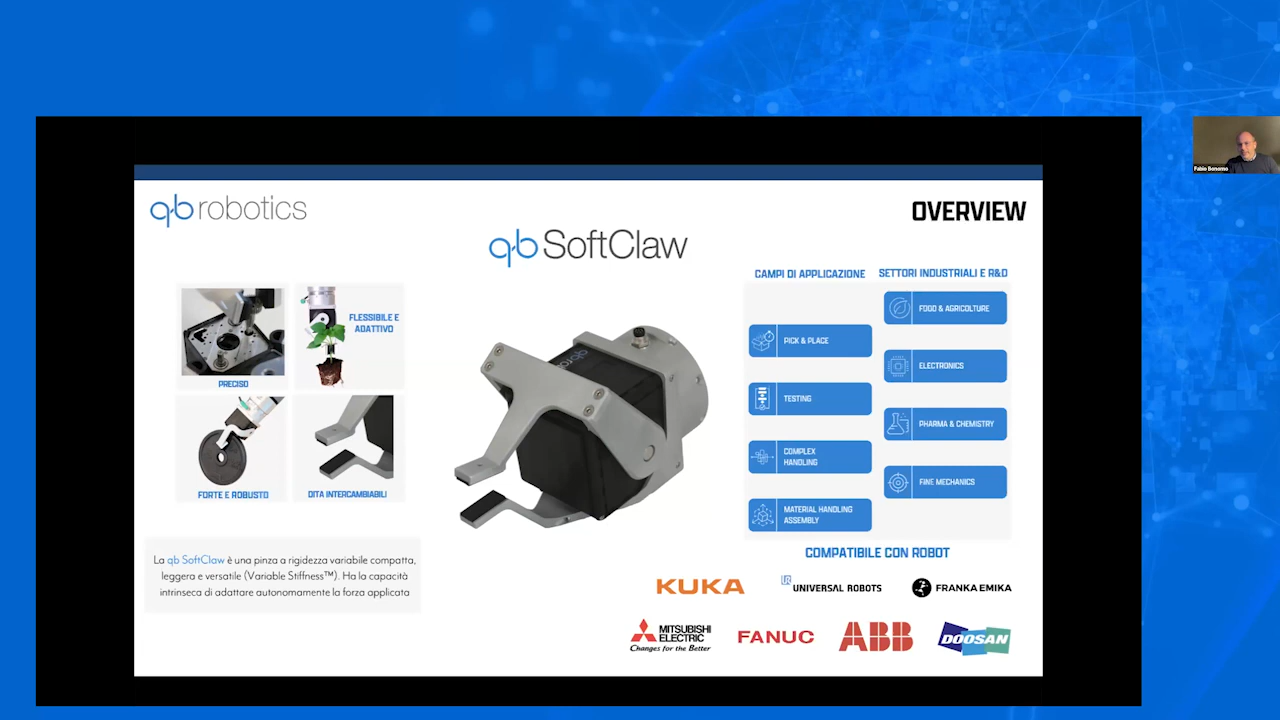 qb robotics
OVERVIEW
qb SoftClaw
PRECISO
FLESSIBILE E
ADATTIVO
FORTE E ROBUSTO
DITA INTERCAMBIABILI
La qb SoftClaw è una pinza a rigidezza variabile compatta,
leggera e versatile (Variable Stiffness™). Ha la capacità
intrinseca di adattare autonomamente la forza applicata
CAMPI DI APPLICAZIONE
PICK & PLACE
TESTING
COMPLEX
HANDLING
MATERIAL HANDLING
ASSEMBLY
SETTORI INDUSTRIALI E R&D
FOOD & AGRICOLTURE
ELECTRONICS
PHARMA & CHEMISTRY
FINE MECHANICS
COMPATIBILE CON ROBOT
KUKA
UR
UNIVERSAL ROBOTS
FRANKA EMIKA
MITSUBISHI
ELECTRIC
Changes for the Better
FANUC
ABB
DOOSAN
Fabio Bonomo